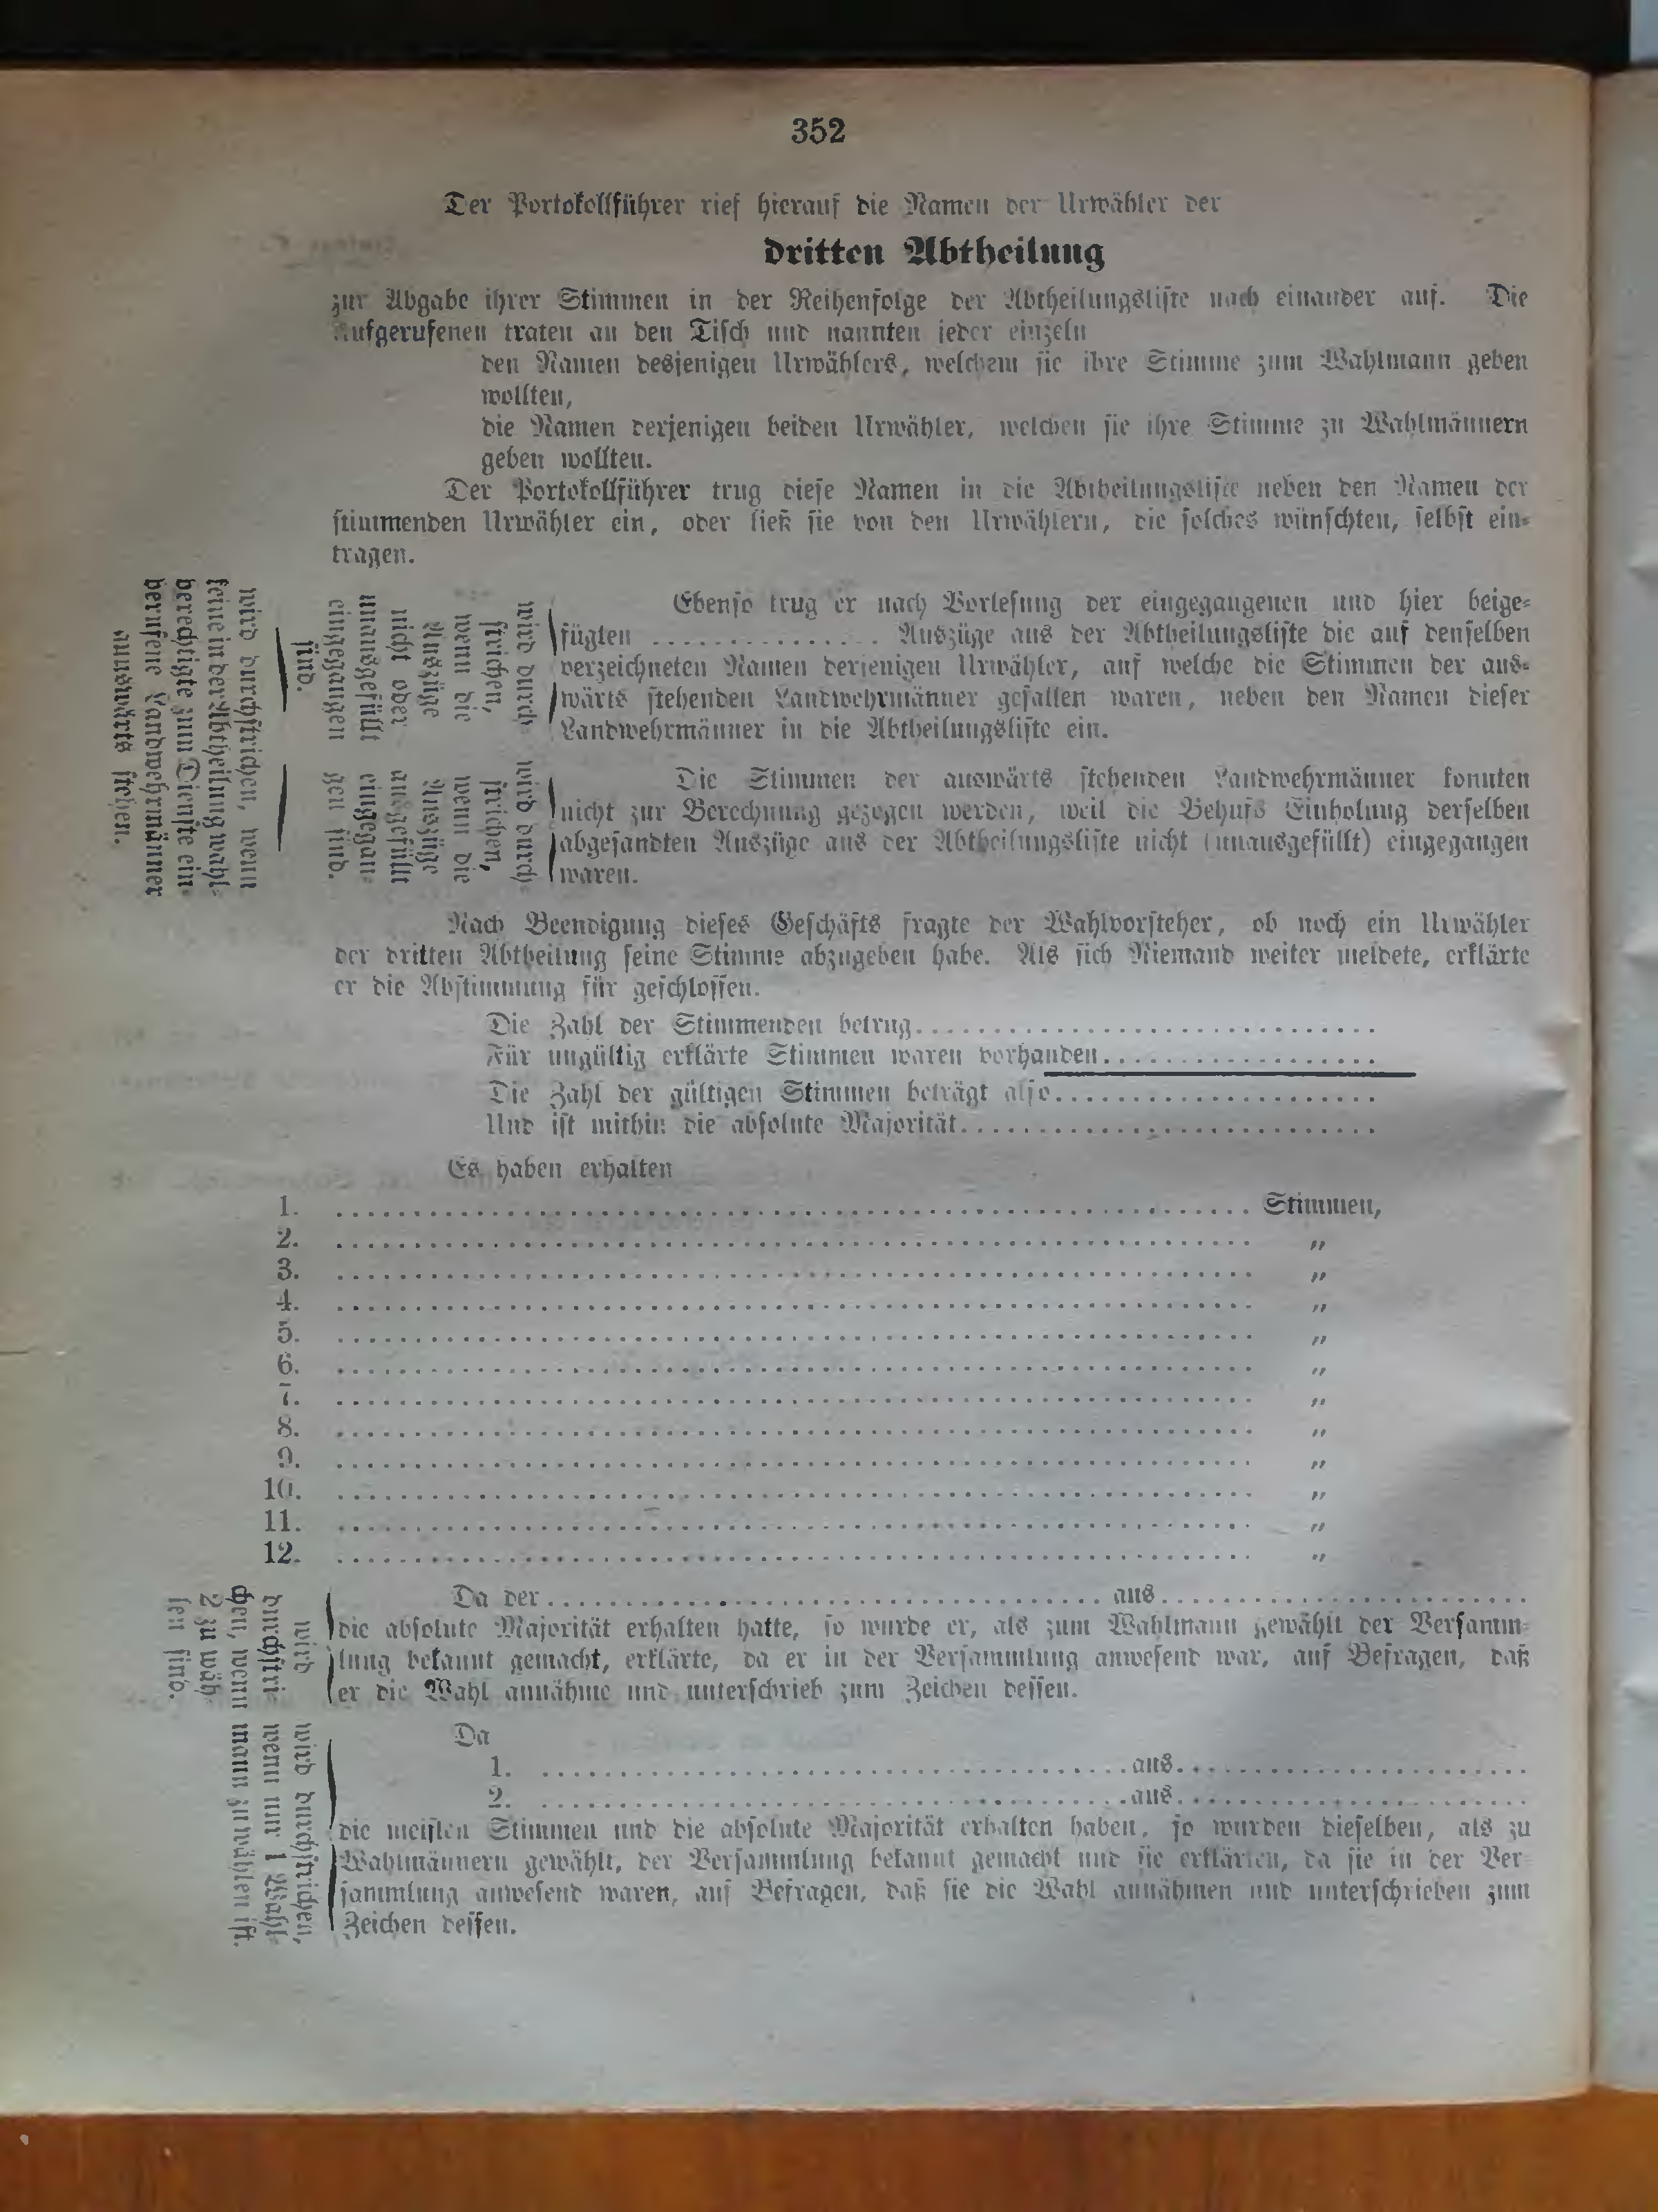 352
Der Portokollführer rief hierauf die Namen der Urwähler der
dritten Abtheilung
zur Abgabe ihrer Stimmen in der Reihenfolge der Abtheilungsliste nach einander auf. Die
Aufgerufenen traten an den Tisch und nannten jeder einzeln
den Namen desjenigen Urwählers, welchem sie ihre Stimme zum Wahlmann geben
wollten,
die Namen derjenigen beiden Urwähler, welchen sie ihre Stimme zu Wahlmännern
geben wollten.
Der Portokollführer trug diese Namen in die Abtheilungsliste neben den Namen der
stimmenden Urwähler ein, oder ließ sie von den Urwählern, die solches wünschten, selbst ein-
tragen.
wird durchstrichen, wenn
keine in der Abtheilung wahl-
berechtigte zum Dienste ein-
berufene Landwehrmänner
auswärts stehen.
wird durch-
strichen,
wenn die
Auszüge
nicht oder
unausgefüllt
eingegangen
sind.
Ebenso trug er nach Vorlesung der eingegangenen und hier beige-
fügten .............. Auszüge aus der Abtheilungsliste die auf denselben
verzeichneten Namen derjenigen Urwähler, auf welche die Stimmen der aus-
wärts stehenden Landwehrmänner gefallen waren, neben den Namen dieser
Landwehrmänner in die Abtheilungsliste ein.
wird durch-
strichen,
wenn die
Auszüge
ausgefüllt
eingegan-
gen sind.
Die Stimmen der auswärts stehenden Landwehrmänner konnten
nicht zur Berechnung gezogen werden, weil die Behufs Einholung derselben
abgesandten Auszüge aus der Abtheilungsliste nicht (unausgefüllt) eingegangen
waren.
Nach Beendigung dieses Geschäfts fragte der Wahlvorsteher, ob noch ein Urwähler
der dritten Abtheilung seine Stimme abzugeben habe. Als sich Niemand weiter meldete, erklärte
er die Abstimmung für geschlossen.
Die Zahl der Stimmenden betrug..............................
Für ungültig erklärte Stimmen waren vorhanden..................
Die Zahl der gültigen Stimmen beträgt also.....................
Und ist mithin die absolute Majorität...........................
Es haben erhalten
1. .................................................. Stimmen,
2. .................................................. "
3. .................................................. "
4. .................................................. "
5. .................................................. "
6. .................................................. "
7. .................................................. "
8. .................................................. "
9. .................................................. "
10. .................................................. "
11. .................................................. "
12. .................................................. "
wird
durchstri-
chen, wenn
2 zu wäh-
len sind.
Da der............................................ aus........................
die absolute Majorität erhalten hatte, so wurde er, als zum Wahlmann gewählt der Versamm-
lung bekannt gemacht, erklärte, da er in der Versammlung anwesend war, auf Befragen, daß
er die Wahl annähme und unterschrieb zum Zeichen dessen.
wird durchstrichen,
wenn nur 1 Wahl-
mann zu wählen ist.
Da
1. ......................................aus.......................
2. ......................................aus.......................
die meisten Stimmen und die absolute Majorität erhalten haben, so wurden dieselben, als zu
Wahlmännern gewählt, der Versammlung bekannt gemacht und sie erklärten, da sie in der Ver-
sammlung anwesend waren, auf Befragen, daß sie die Wahl annähmen und unterschrieben zum
Zeichen dessen.